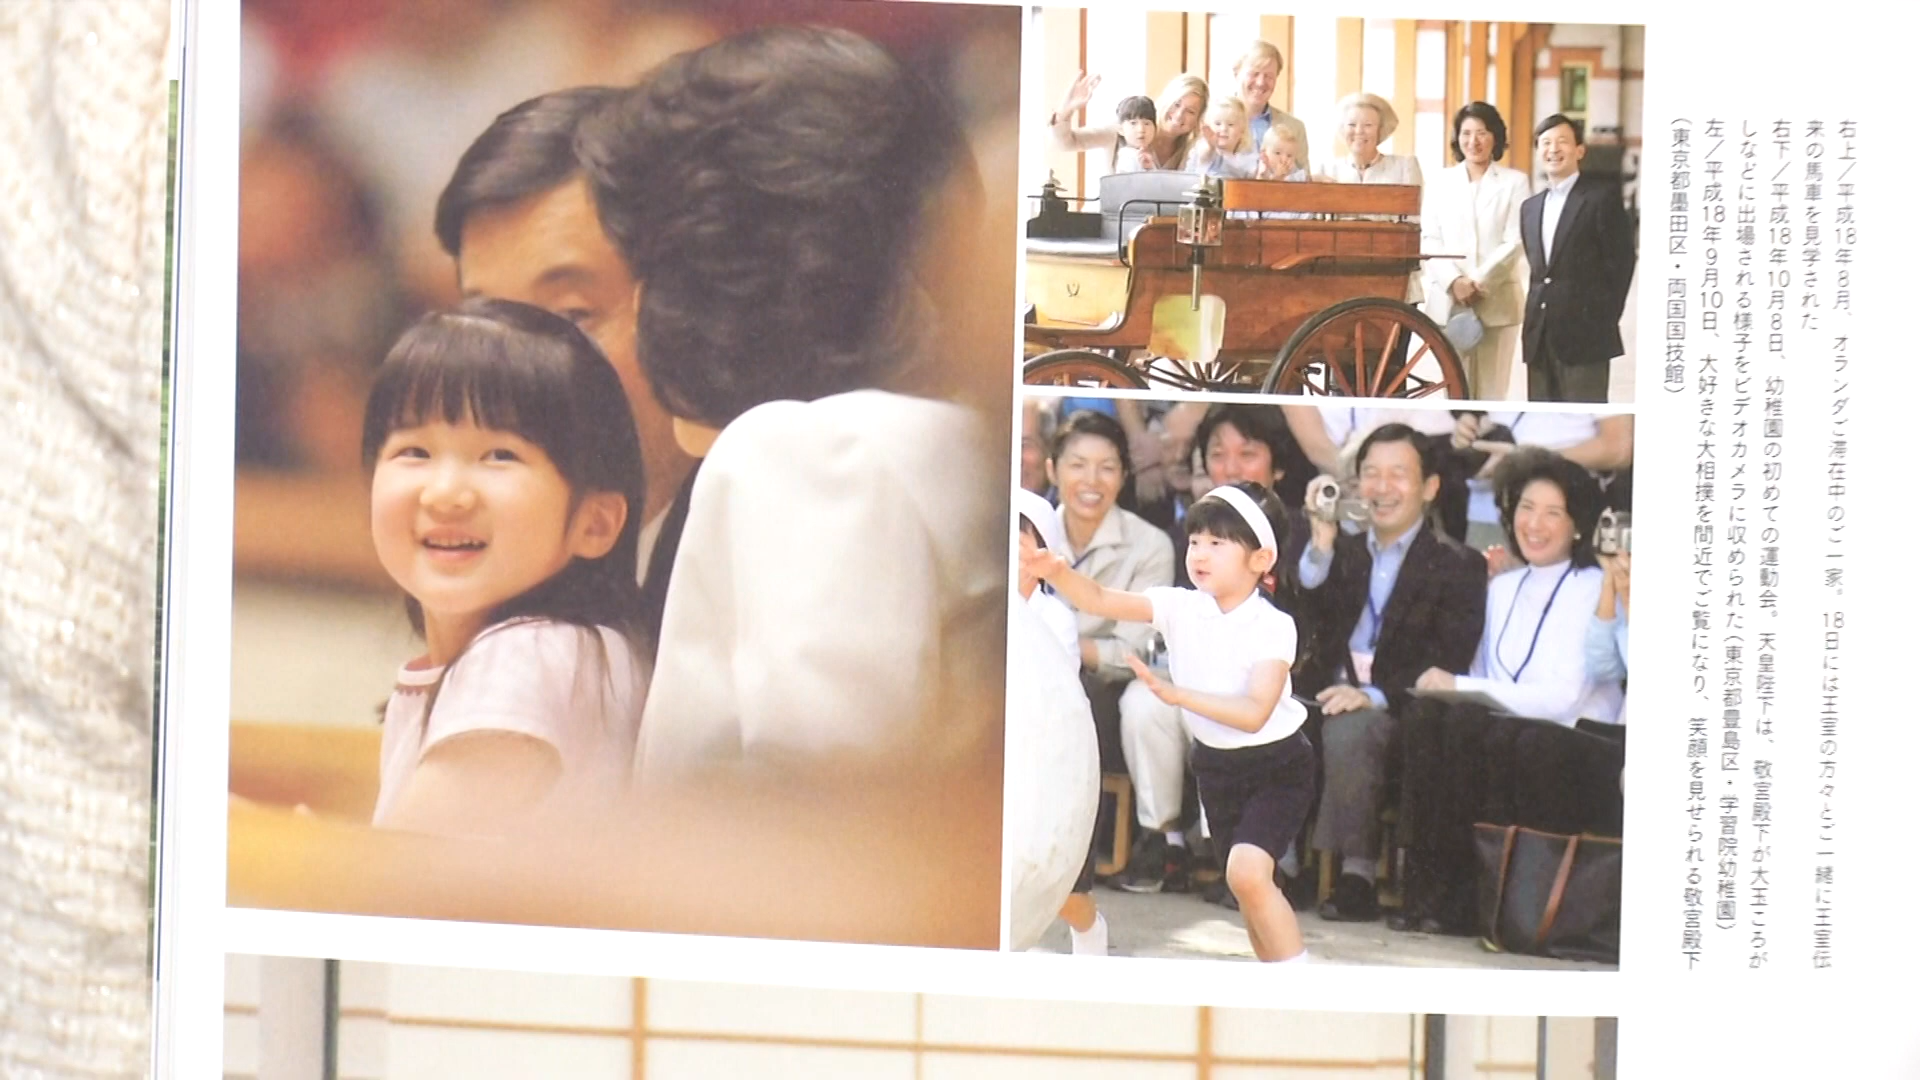 右上／平成18年8月、オランダご滞在中のご一家。18日には王室の方々とご一緒に王室伝
来の馬車を見学された
右下／平成18年10月8日、幼稚園の初めての運動会。天皇陛下は、敬宮殿下が大玉ころが
しなどに出場される様子をビデオカメラに収められた（東京都豊島区・学習院幼稚園）
左／平成18年9月10日、大好きな大相撲を間近でご覧になり、笑顔を見せられる敬宮殿下
（東京都墨田区・両国国技館）